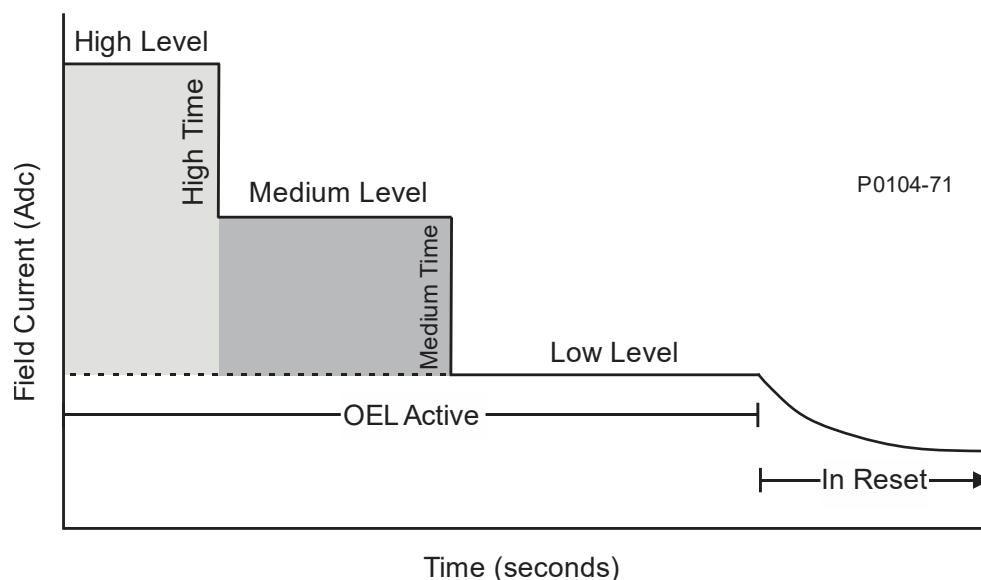 High Level
High Time
Medium Level
P0104-71
Medium Time
Field Current (Adc)
Low Level
OEL Active
In Reset
Time (seconds)